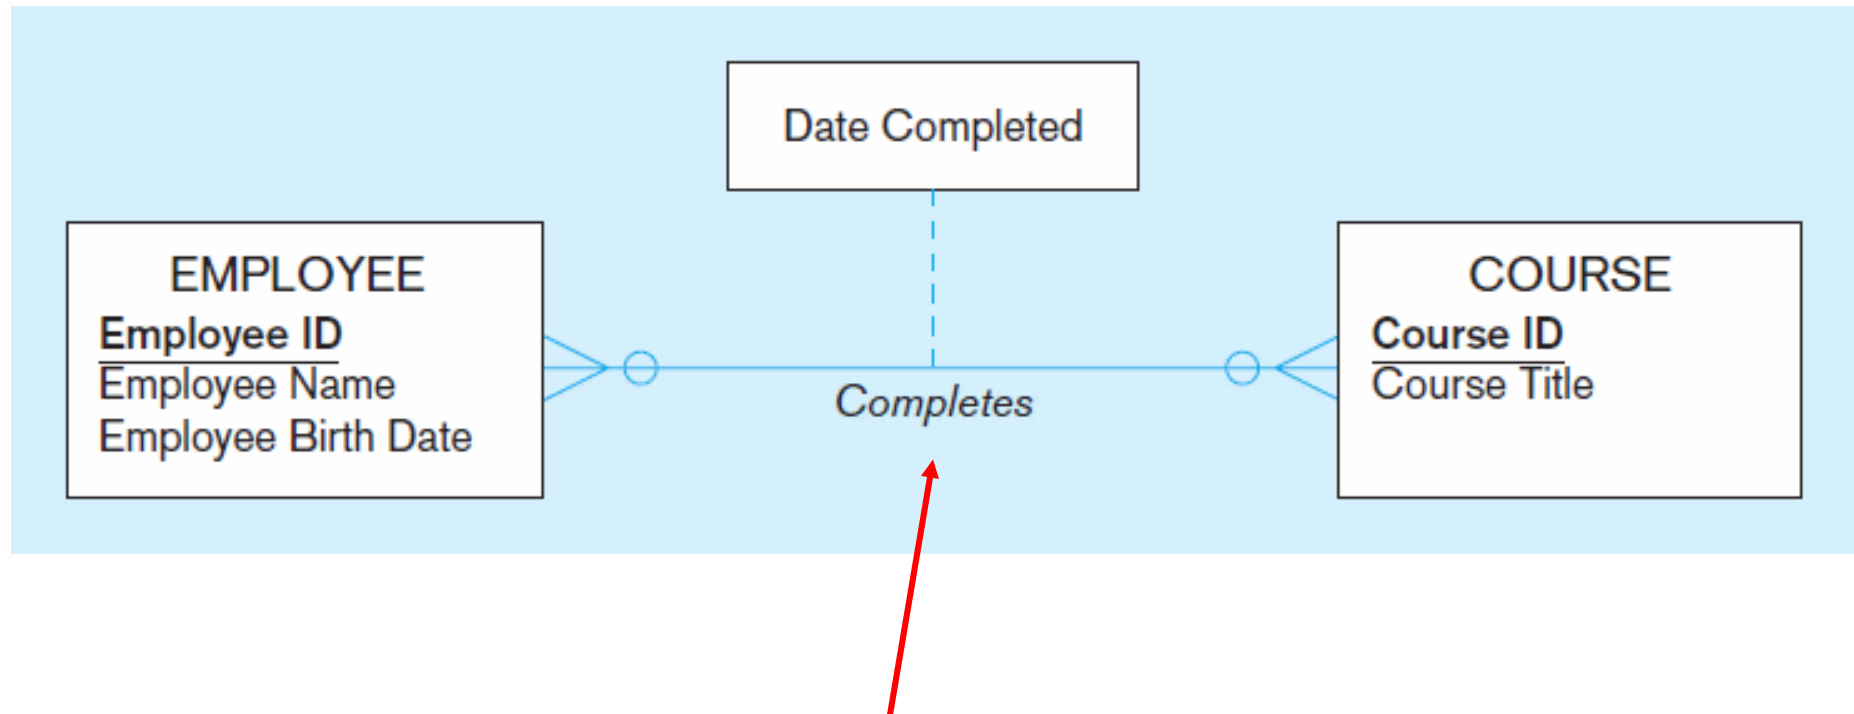 Date Completed
EMPLOYEE
Employee ID
Employee Name
Employee Birth Date
Completes
COURSE
Course ID
Course Title